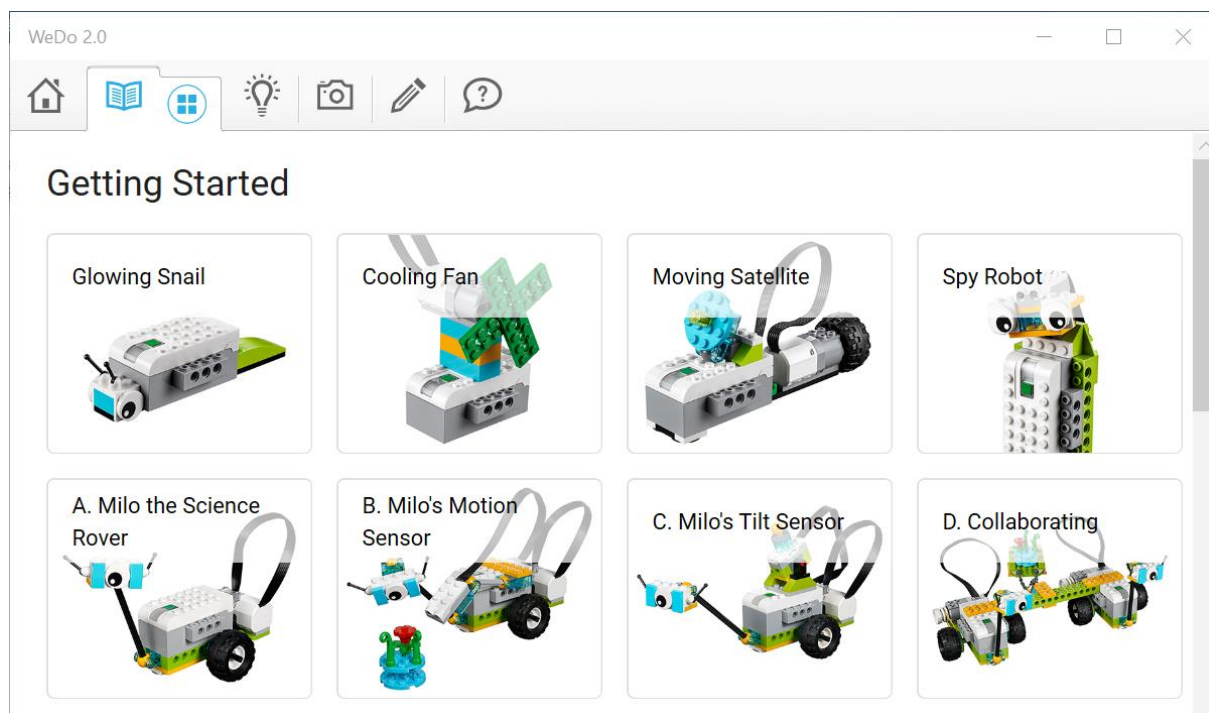 WeDo 2.0
Getting Started
Glowing Snail
Cooling Fan
Moving Satellite
Spy Robot
A. Milo the Science
Rover
B. Milo's Motion
Sensor
C. Milo's Tilt Sensor
D. Collaborating